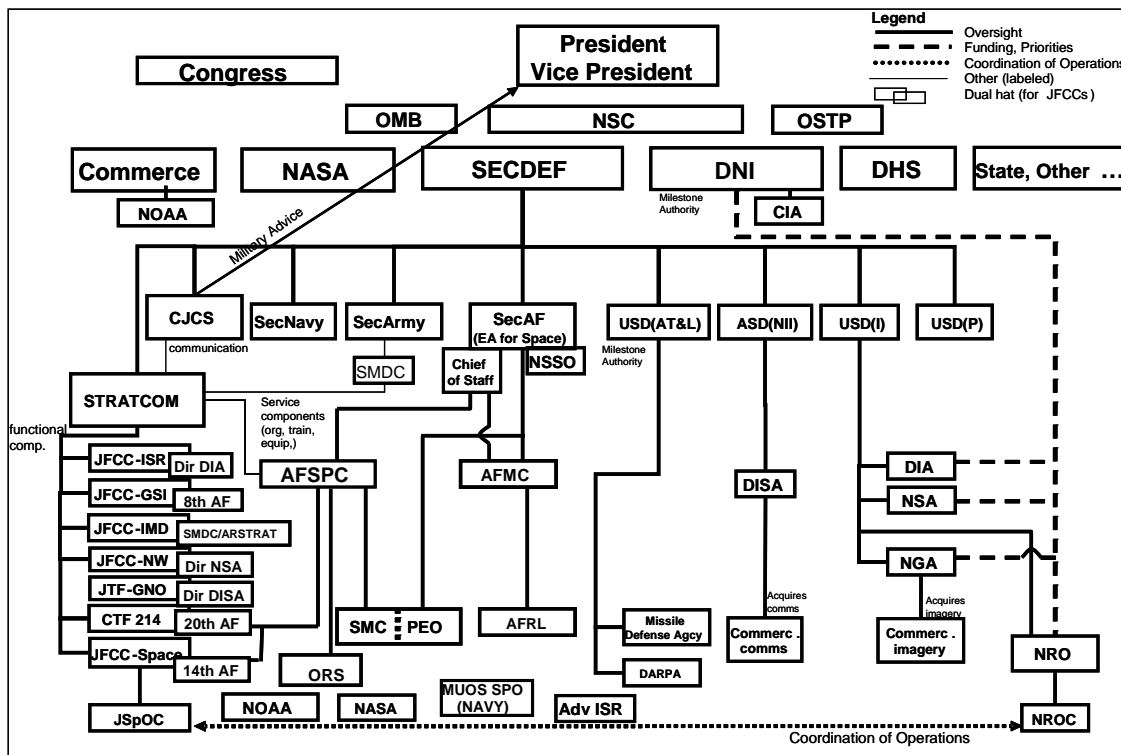 Legend
Oversight
Funding, Priorities
Coordination of Operations
Other (labeled)
Dual hat (for JFCCs)
President
Vice President
Congress
OMB
NSC
OSTP
Commerce
NASA
SECDEF
DNI
DHS
State, Other ...
NOAA
Milestone
Authority
CIA
Military Advice
CJCS
SecNavy
SecArmy
SecAF
(EA for Space)
USD(AT&L)
ASD(NII)
USD(I)
USD(P)
communication
SMDC
Chief
of Staff
NSSO
Milestone
Authority
STRATCOM
Service
components
(org, train,
equip,)
functional
comp.
JFCC-ISR
Dir DIA
JFCC-GSI
8th AF
JFCC-IMD
SMDC/ARSTRAT
JFCC-NW
Dir NSA
JTF-GNO
Dir DISA
CTF 214
20th AF
JFCC-Space
14th AF
JSpOC
AFSPC
AFMC
DISA
DIA
NSA
NGA
SMC
PEO
AFRL
ORS
Missile
Defense Agcy
DARPA
Acquires
comms
Commerc .
comms
Acquires
imagery
Commerc .
imagery
NRO
NROC
NOAA
NASA
MUOS SPO
(NAVY)
Adv ISR
Coordination of Operations